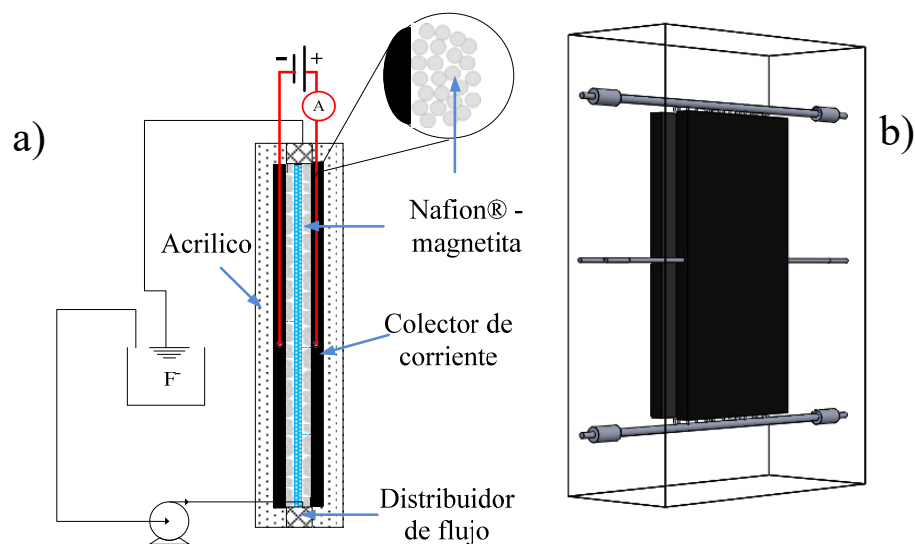 a)
- +
A
b)
Nafion® -
magnetita
Acrilico
Colector de
corriente
F-
Distribuidor
de flujo